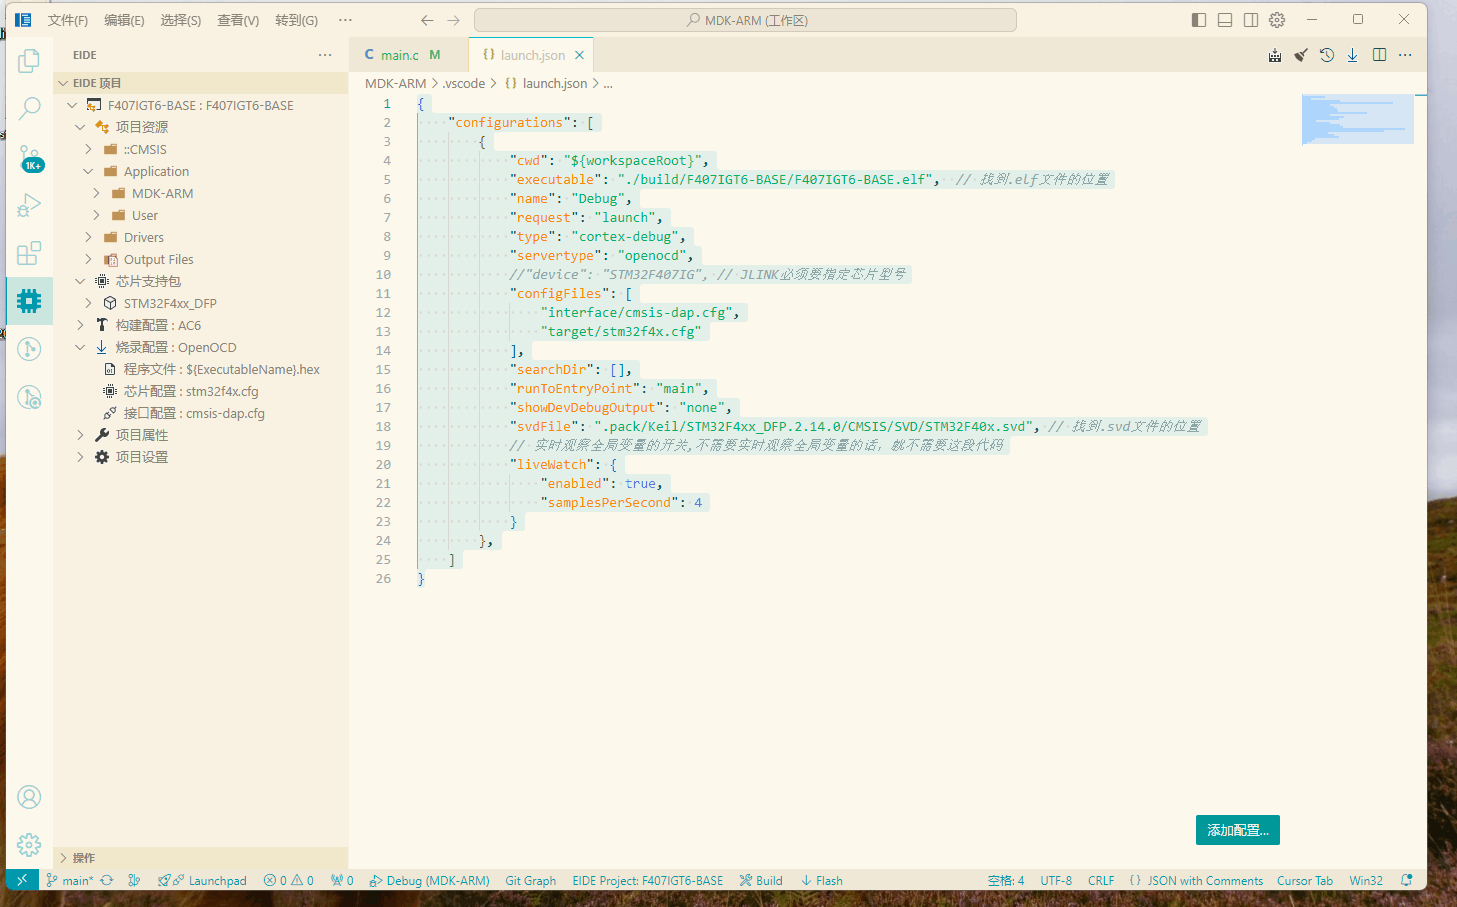 文件(F) 编辑(E) 选择(S) 查看(V) 转到(G) ··· MDK-ARM (工作区)
EIDE ···
EIDE 项目
F407IGT6-BASE : F407IGT6-BASE
项目资源
::CMSIS
Application
MDK-ARM
User
Drivers
Output Files
芯片支持包
STM32F4xx_DFP
构建配置 : AC6
烧录配置 : OpenOCD
程序文件 : ${ExecutableName}.hex
芯片配置 : stm32f4x.cfg
接口配置 : cmsis-dap.cfg
项目属性
项目设置
操作
1K+
C main.c M {} launch.json ×
MDK-ARM > .vscode > {} launch.json > ...
1 {
2 "configurations": [
3 {
4 "cwd": "${workspaceRoot}",
5 "executable": "./build/F407IGT6-BASE/F407IGT6-BASE.elf", // 找到.elf文件的位置
6 "name": "Debug",
7 "request": "launch",
8 "type": "cortex-debug",
9 "servertype": "openocd",
10 //"device": "STM32F407IG", // JLINK必须要指定芯片型号
11 "configFiles": [
12 "interface/cmsis-dap.cfg",
13 "target/stm32f4x.cfg"
14 ],
15 "searchDir": [],
16 "runToEntryPoint": "main",
17 "showDevDebugOutput": "none",
18 "svdFile": ".pack/Keil/STM32F4xx_DFP.2.14.0/CMSIS/SVD/STM32F40x.svd", // 找到.svd文件的位置
19 // 实时观察全局变量的开关,不需要实时观察全局变量的话，就不需要这段代码
20 "liveWatch": {
21 "enabled": true,
22 "samplesPerSecond": 4
23 }
24 },
25 ]
26 }
添加配置...
main* Launchpad 0 0 0 Debug (MDK-ARM) Git Graph EIDE Project: F407IGT6-BASE Build Flash 空格: 4 UTF-8 CRLF {} JSON with Comments Cursor Tab Win32